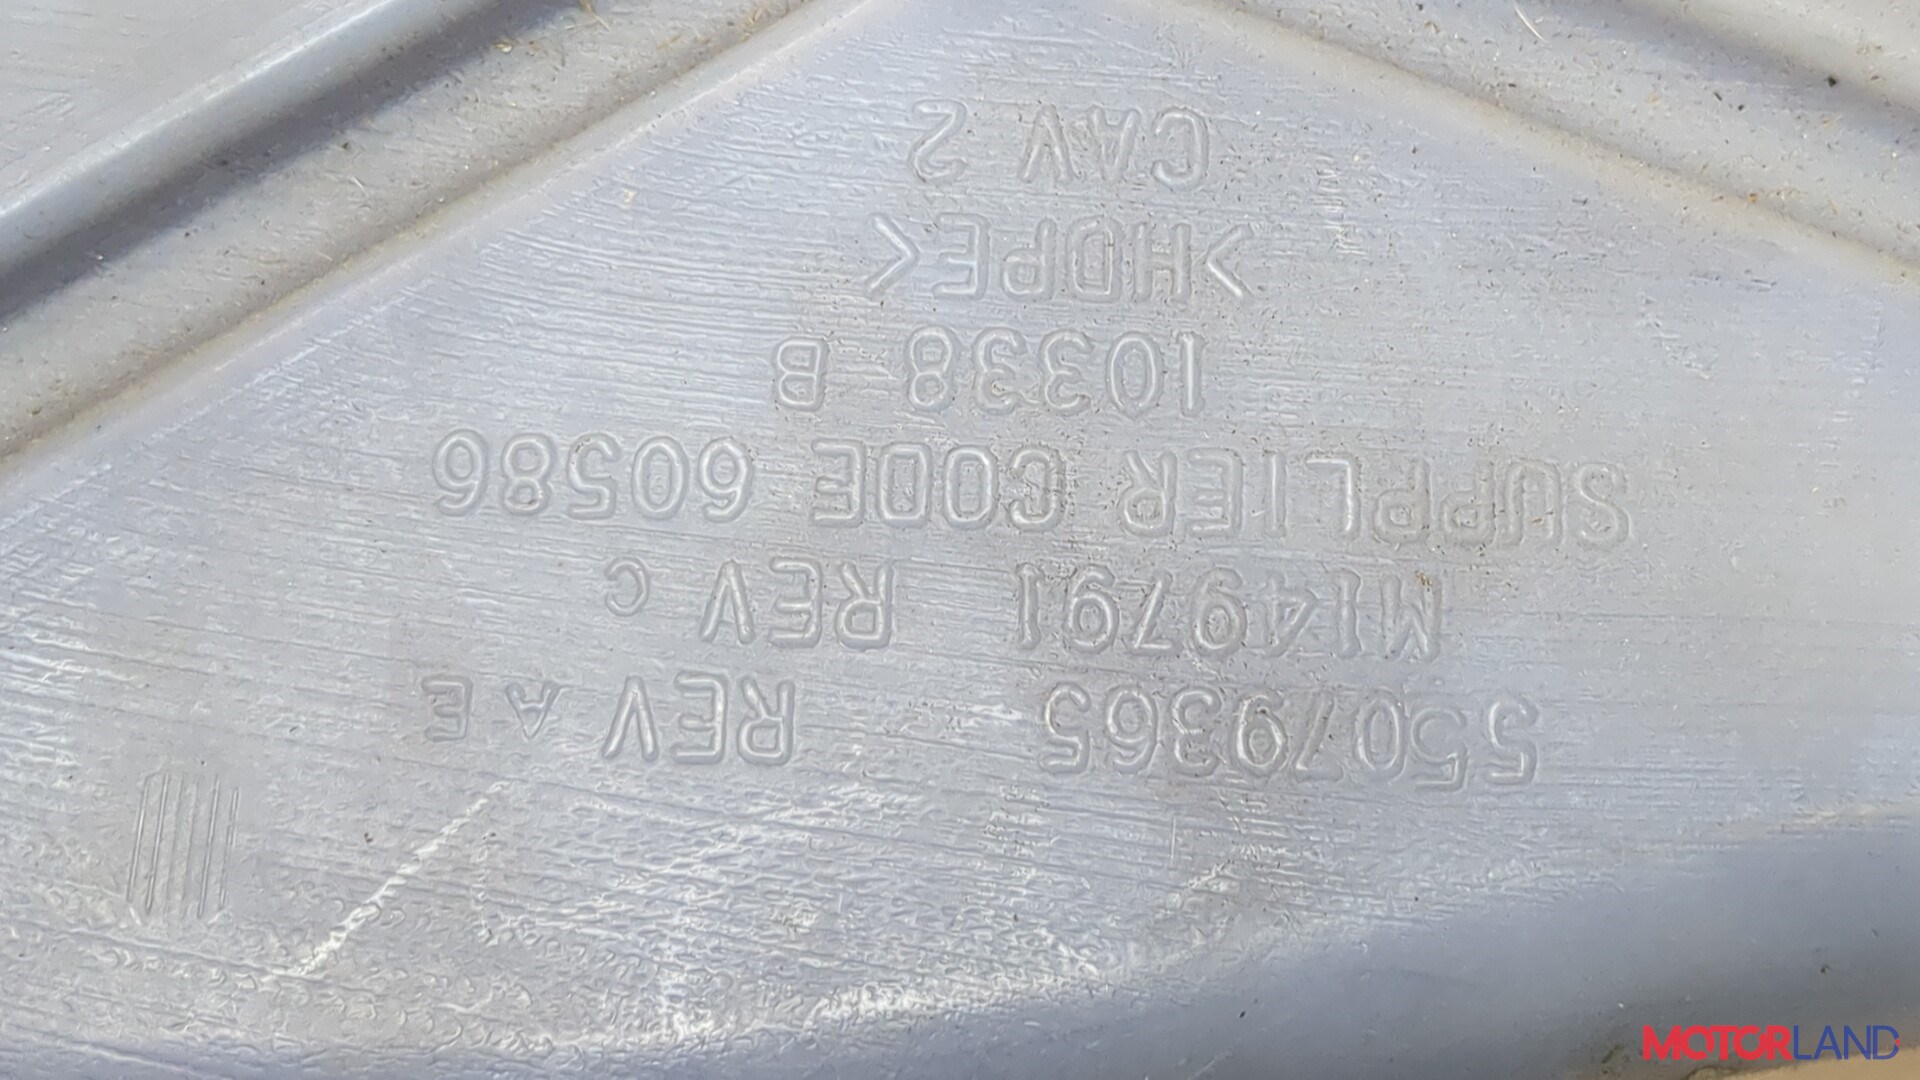 55079365 REV A E
M149791 REV C
SUPPLIER CODE 60586
10338 B
>HDPE<
CAV 2
MOTORLAND